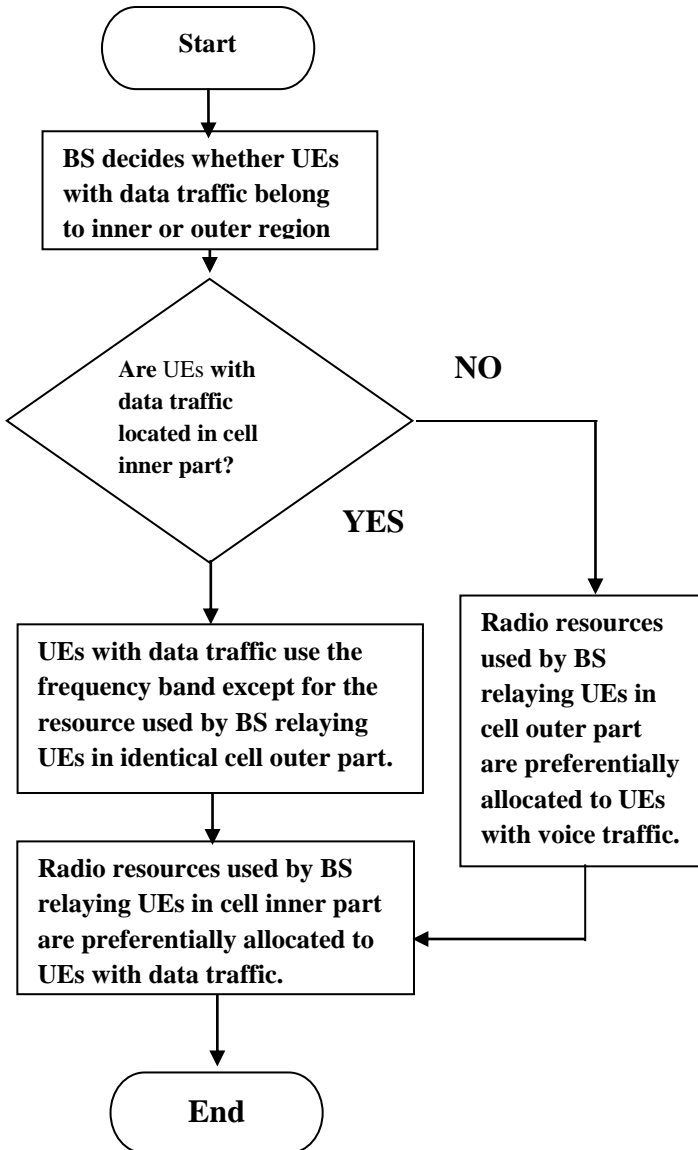 Start
BS decides whether UEs
with data traffic belong
to inner or outer region
Are UEs with
data traffic
located in cell
inner part?
NO
YES
UEs with data traffic use the
frequency band except for the
resource used by BS relaying
UEs in identical cell outer part.
Radio resources
used by BS
relaying UEs in
cell outer part
are preferentially
allocated to UEs
with voice traffic.
Radio resources used by BS
relaying UEs in cell inner part
are preferentially allocated to
UEs with data traffic.
End